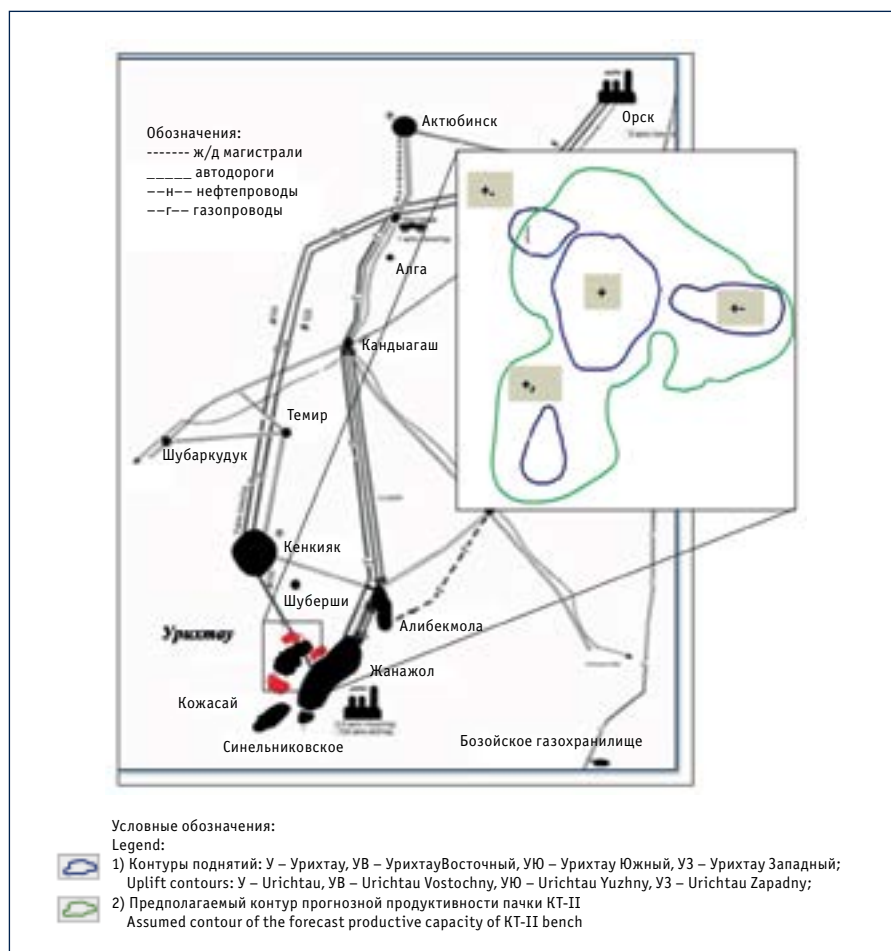 Орск
Актюбинск
Обозначения:
------- ж/д магистрали
_____ автодороги
--н-- нефтепроводы
--г-- газопроводы
Алга
Кандыагаш
Темир
Шубаркудук
Кенкияк
Шуберши
Алибекмола
Урихтау
Жанажол
Кожасай
Синельниковское
Бозойское газохранилище
Условные обозначения:
Legend:
1) Контуры поднятий: У – Урихтау, УВ – УрихтауВосточный, УЮ – Урихтау Южный, УЗ – Урихтау Западный;
Uplift contours: У – Urichtau, УВ – Urichtau Vostochny, УЮ – Urichtau Yuzhny, УЗ – Urichtau Zapadny;
2) Предполагаемый контур прогнозной продуктивности пачки КТ-II
Assumed contour of the forecast productive capacity of KT-II bench